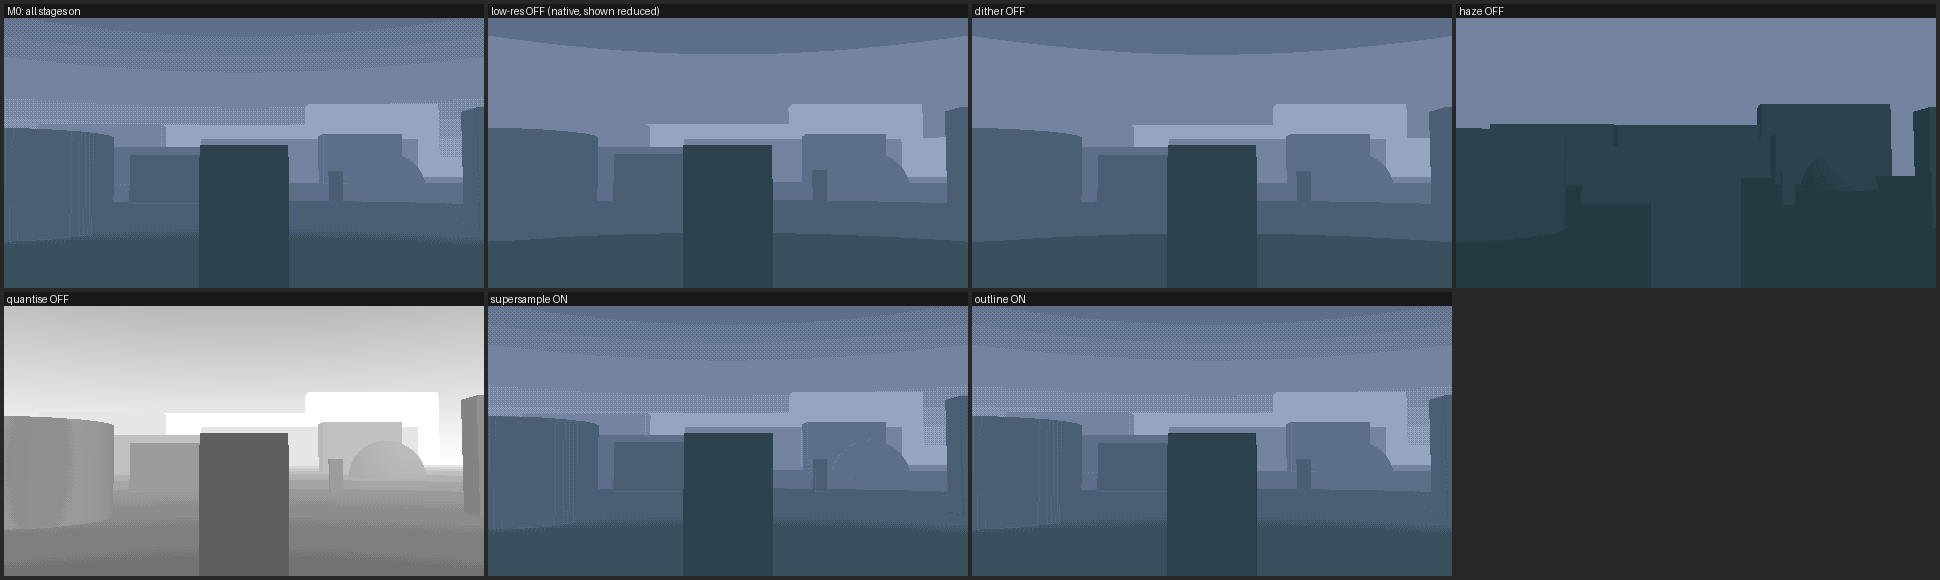 M0: all stages on
low-res OFF (native, shown reduced)
dither OFF
haze OFF
quantise OFF
supersample ON
outline ON